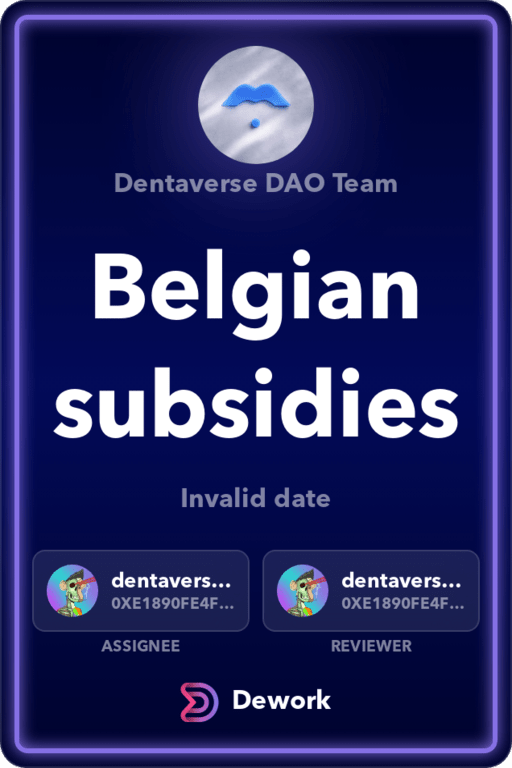 Dentaverse DAO Team
Belgian
subsidies
Invalid date
dentavers...
0XE1890FE4F...
ASSIGNEE
dentavers...
0XE1890FE4F...
REVIEWER
Dework